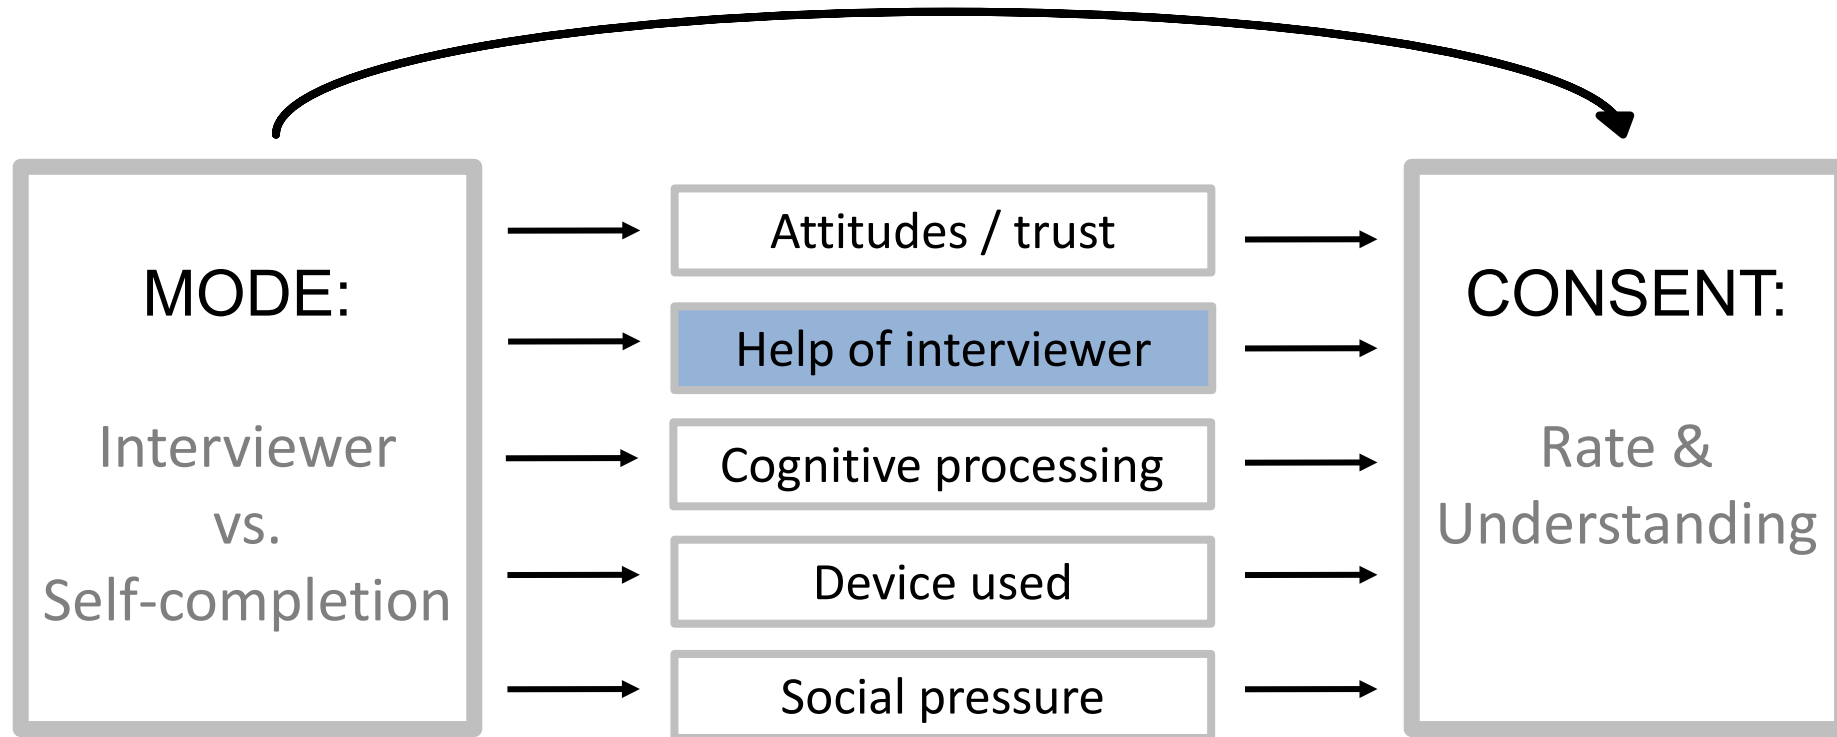 MODE:
Interviewer
vs.
Self-completion
Attitudes / trust
Help of interviewer
Cognitive processing
Device used
Social pressure
CONSENT:
Rate &
Understanding